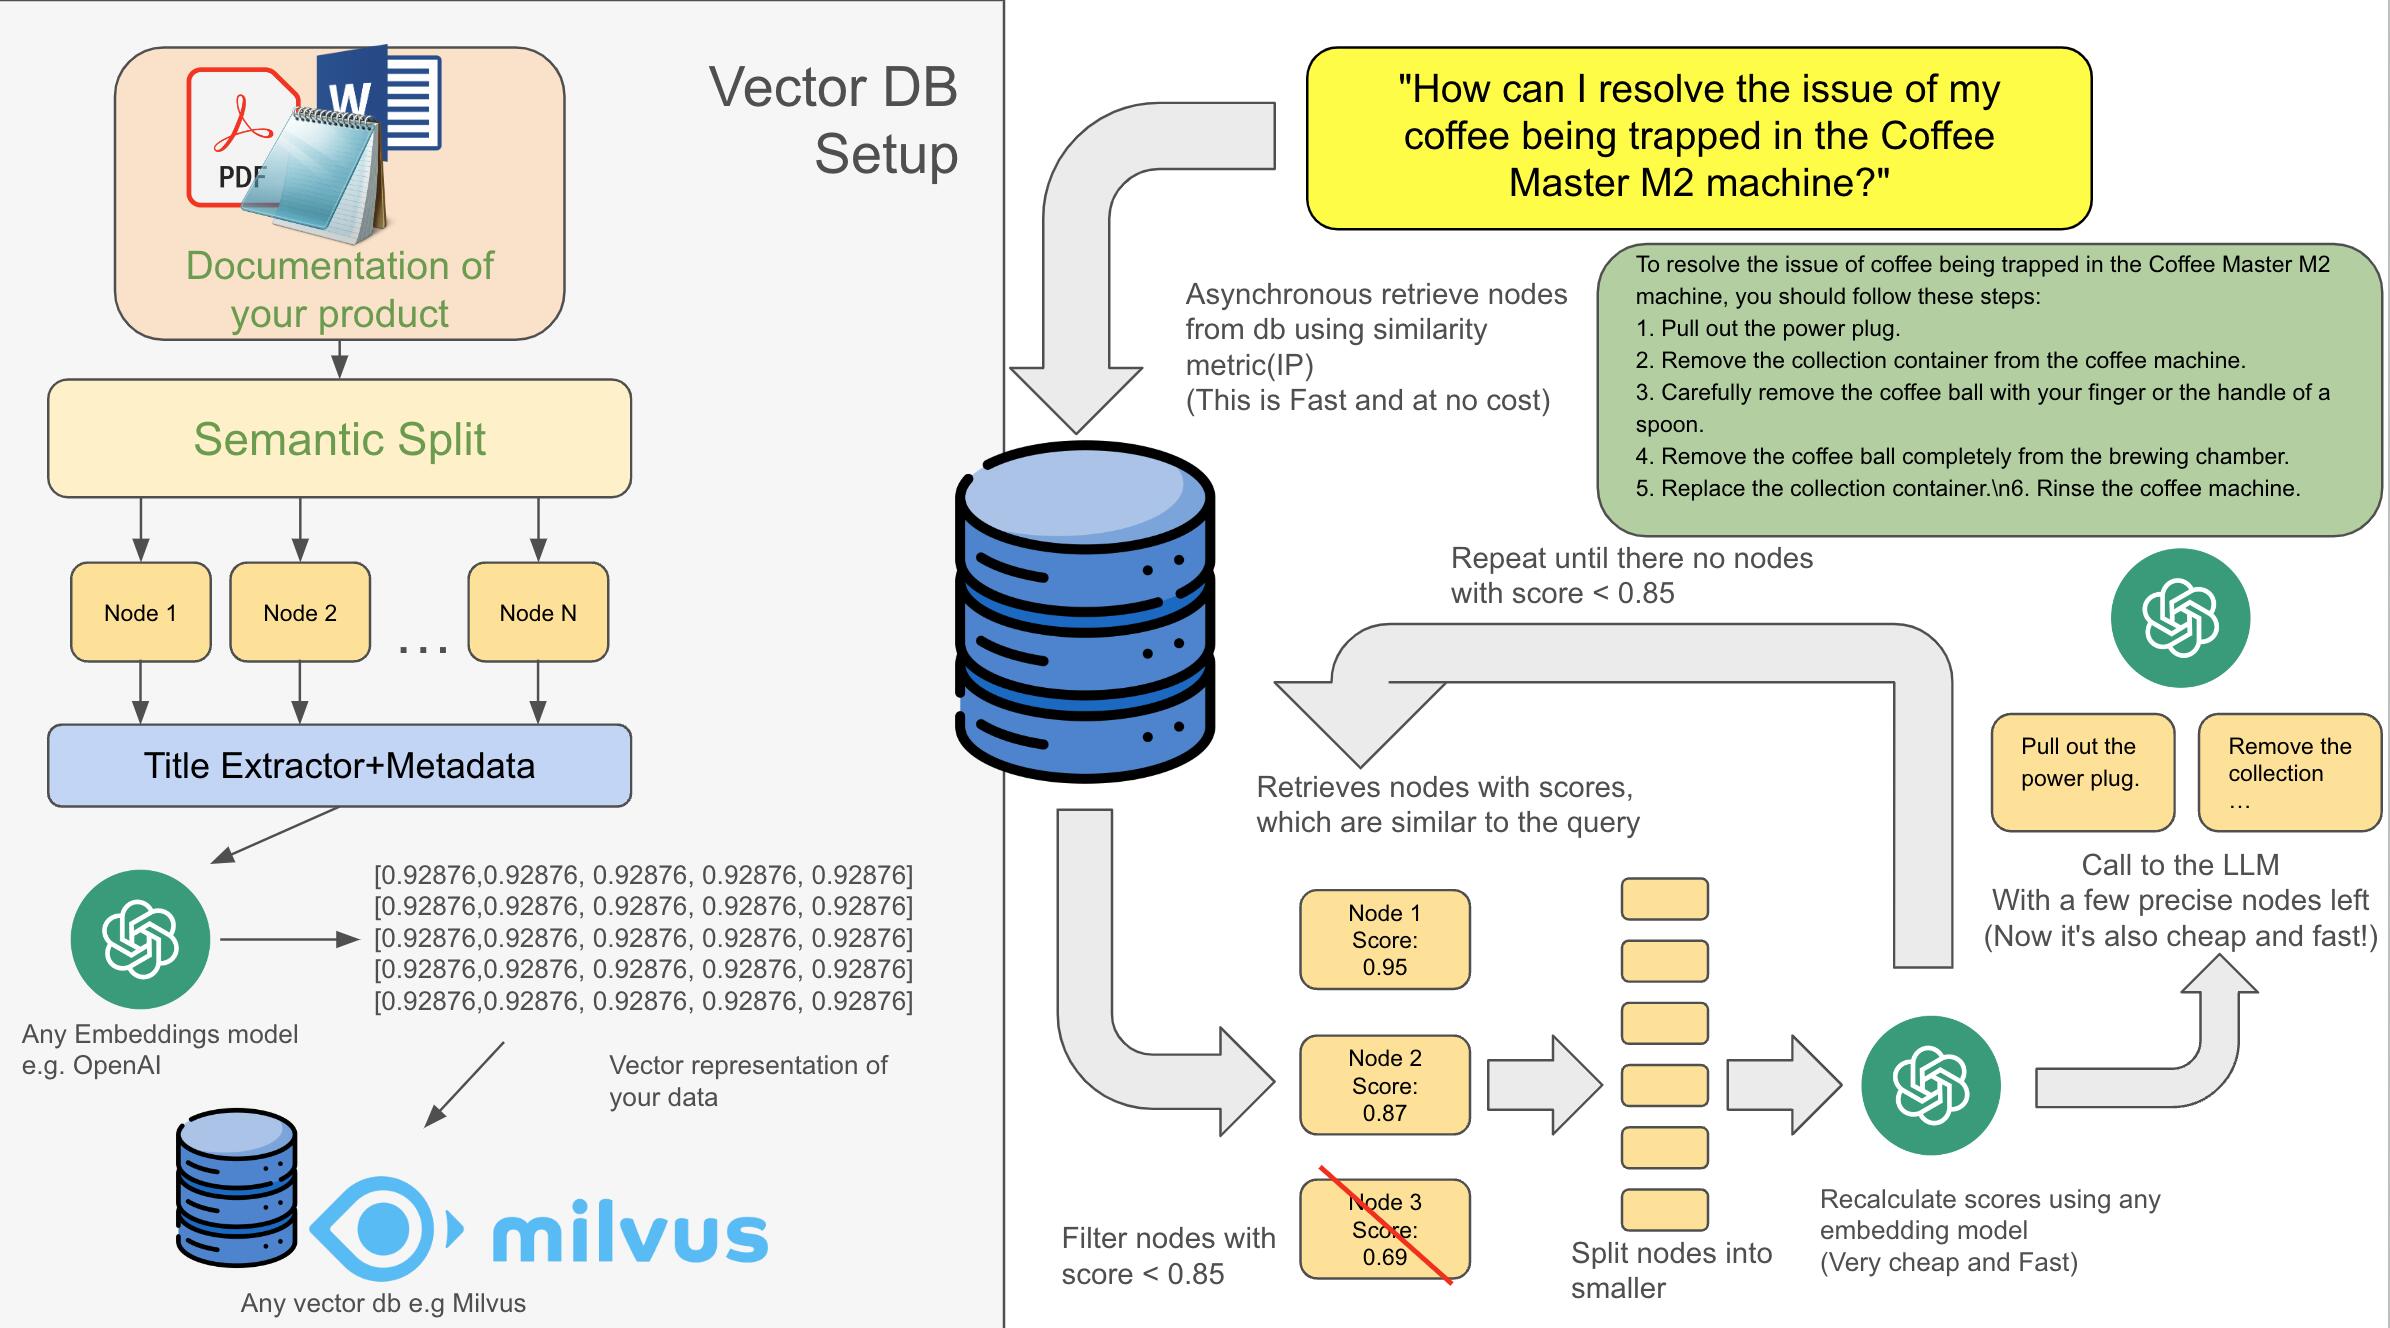 Vector DB
Setup
W
PDF
Documentation of
your product
Semantic Split
Node 1
Node 2
...
Node N
Title Extractor+Metadata
[0.92876,0.92876, 0.92876, 0.92876, 0.92876]
[0.92876,0.92876, 0.92876, 0.92876, 0.92876]
[0.92876,0.92876, 0.92876, 0.92876, 0.92876]
[0.92876,0.92876, 0.92876, 0.92876, 0.92876]
[0.92876,0.92876, 0.92876, 0.92876, 0.92876]
Any Embeddings model
e.g. OpenAI
Vector representation of
your data
milvus
Any vector db e.g Milvus
"How can I resolve the issue of my
coffee being trapped in the Coffee
Master M2 machine?"
Asynchronous retrieve nodes
from db using similarity
metric(IP)
(This is Fast and at no cost)
To resolve the issue of coffee being trapped in the Coffee Master M2
machine, you should follow these steps:
1. Pull out the power plug.
2. Remove the collection container from the coffee machine.
3. Carefully remove the coffee ball with your finger or the handle of a
spoon.
4. Remove the coffee ball completely from the brewing chamber.
5. Replace the collection container.\n6. Rinse the coffee machine.
Repeat until there no nodes
with score < 0.85
Retrieves nodes with scores,
which are similar to the query
Node 1
Score:
0.95
Node 2
Score:
0.87
Node 3
Score:
0.69
Filter nodes with
score < 0.85
Split nodes into
smaller
Recalculate scores using any
embedding model
(Very cheap and Fast)
Pull out the
power plug.
Remove the
collection
…
Call to the LLM
With a few precise nodes left
(Now it's also cheap and fast!)